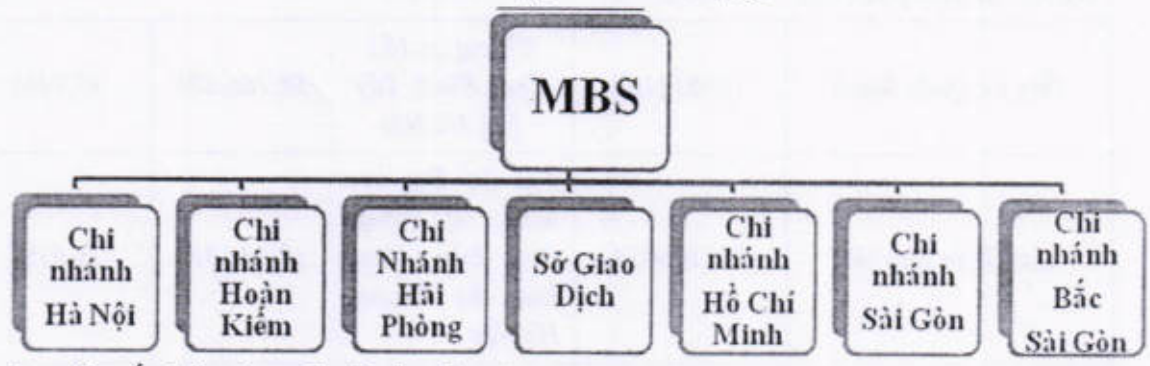 MBS
Chi
nhánh
Hà Nội
Chi
nhánh
Hoàn
Kiếm
Chi
Nhánh
Hải
Phòng
Sở Giao
Dịch
Chi
nhánh
Hồ Chí
Minh
Chi
nhánh
Sài Gòn
Chi
nhánh
Bắc
Sài Gòn